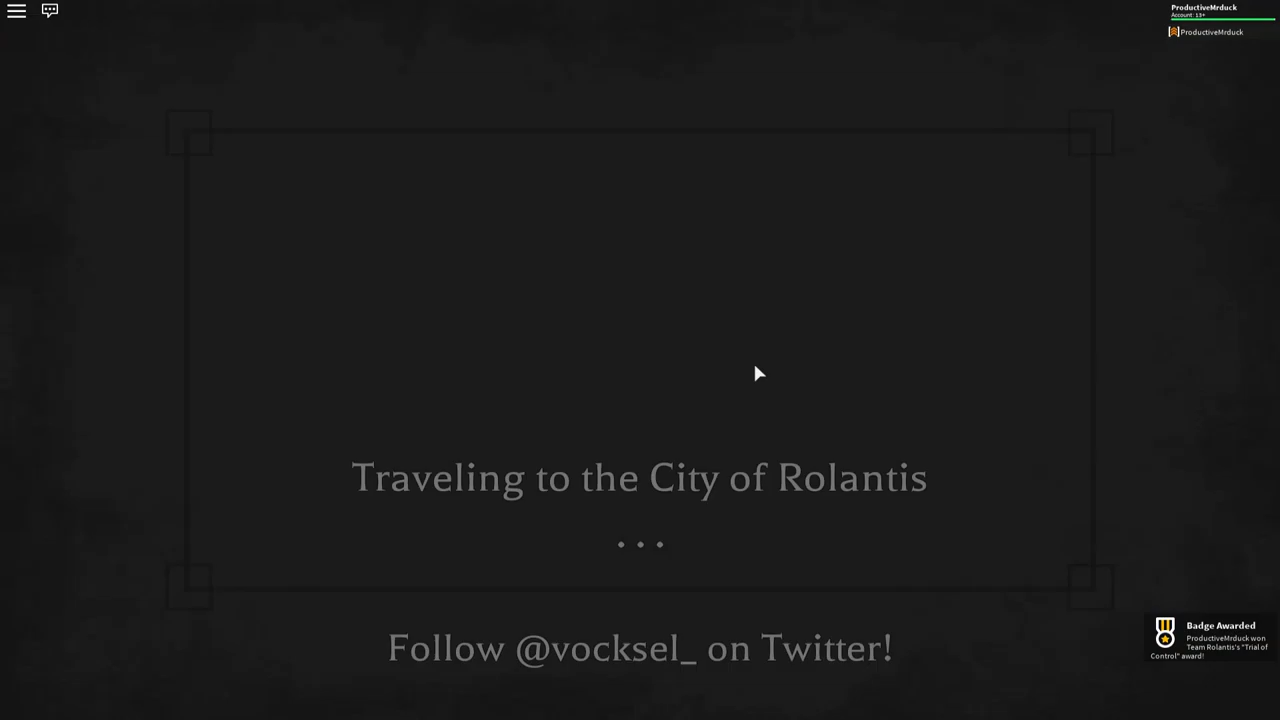 ProductiveMrduck
Account: 13+
ProductiveMrduck
Traveling to the City of Rolantis
...
Follow @vocksel_ on Twitter!
Badge Awarded
ProductiveMrduck won
Team Rolantis's "Trial of
Control" award!